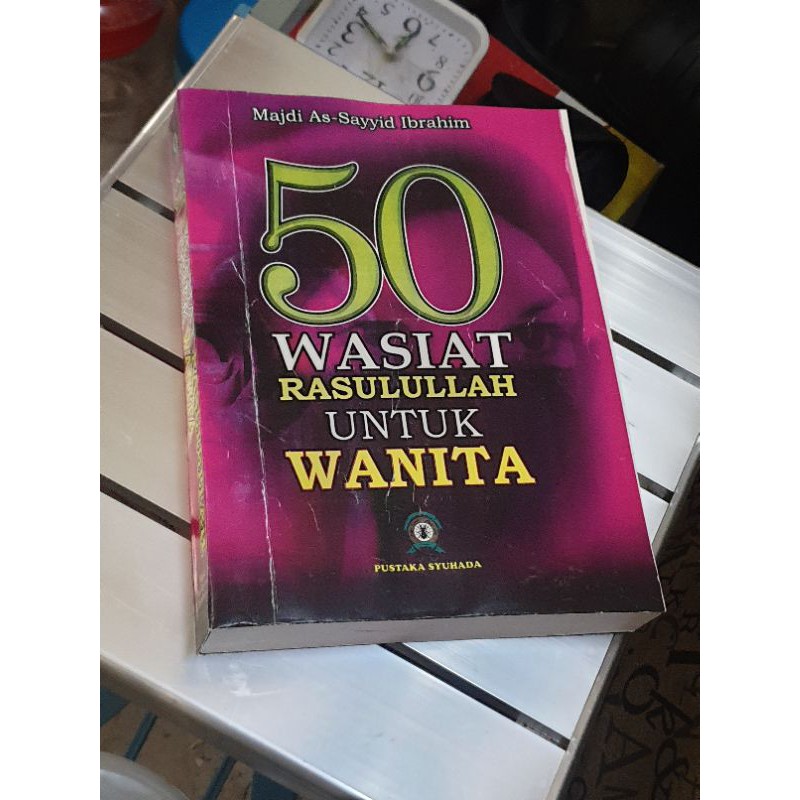 Majdi As-Sayyid Ibrahim
50
WASIAT
RASULULLAH
UNTUK
WANITA
PUSTAKA SYUHADA